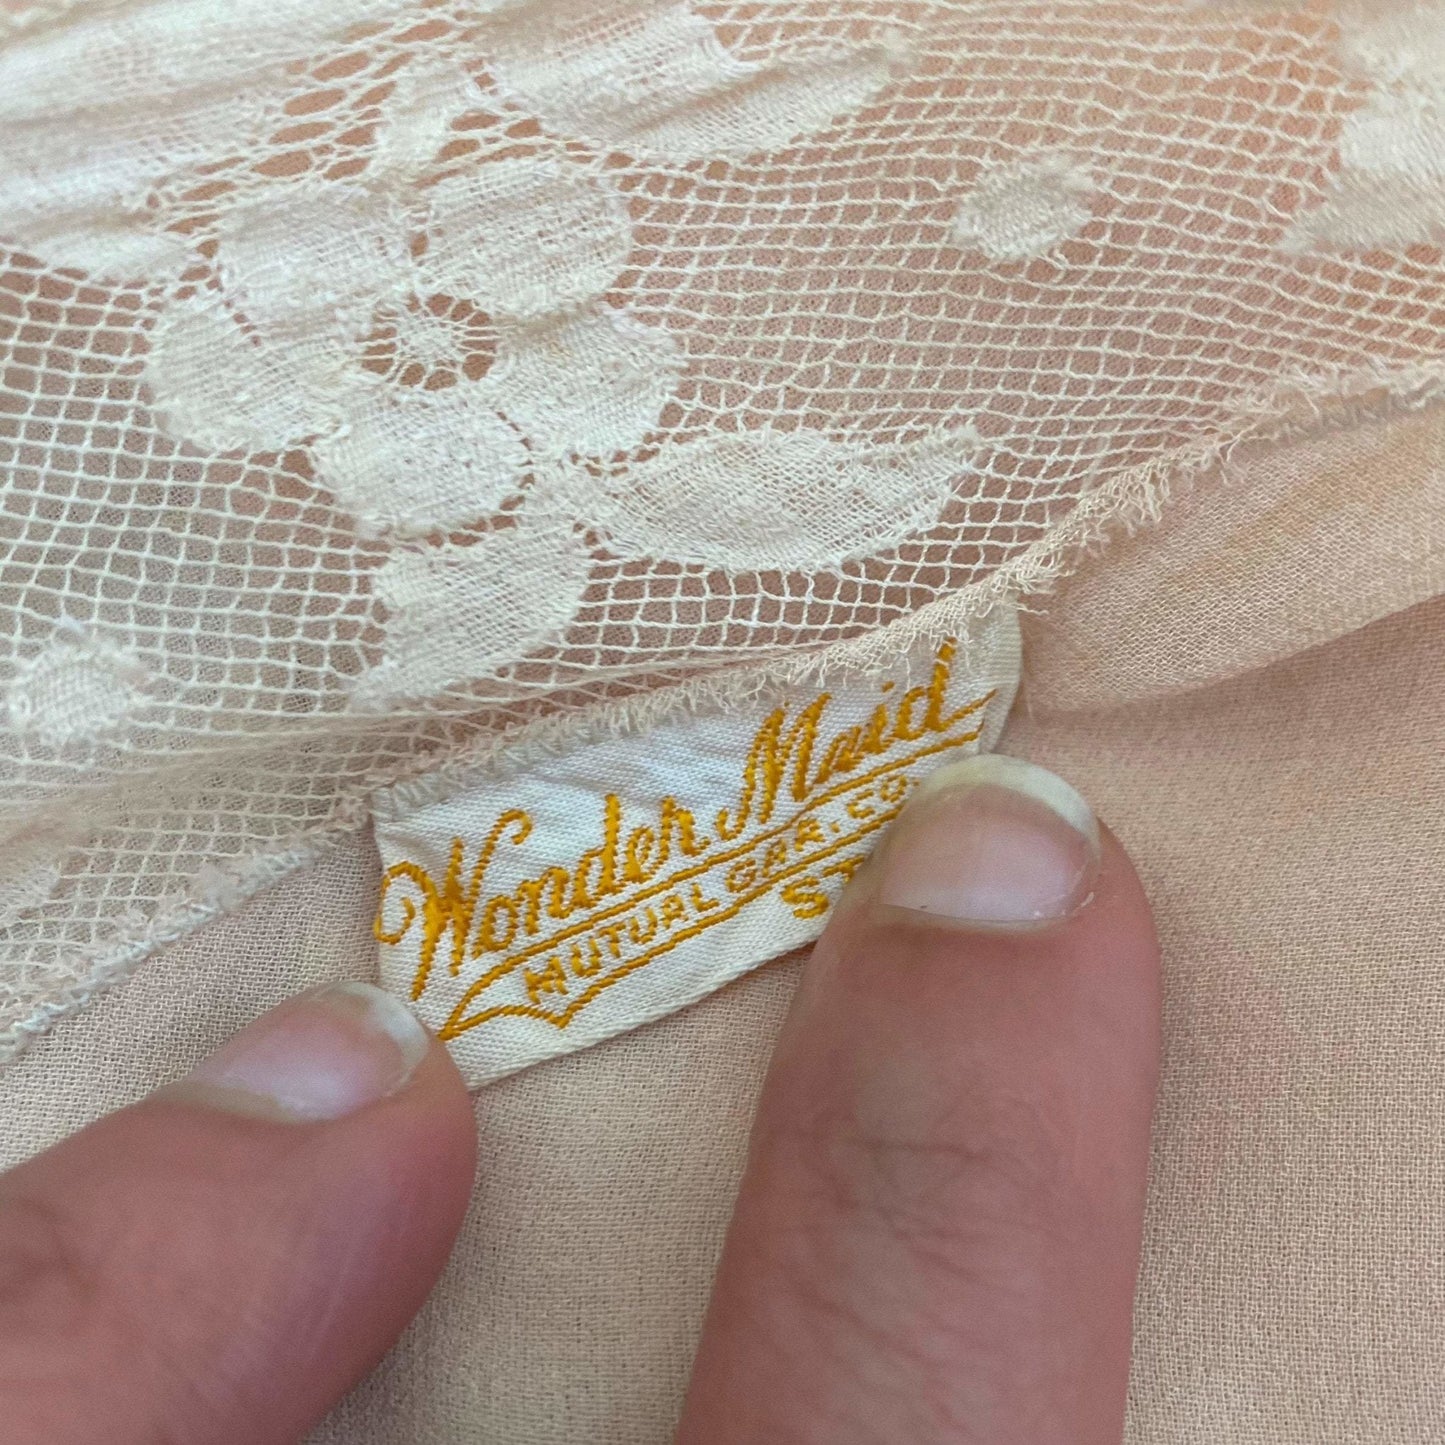 Wonder Maid
MUTUAL GAR. CO.